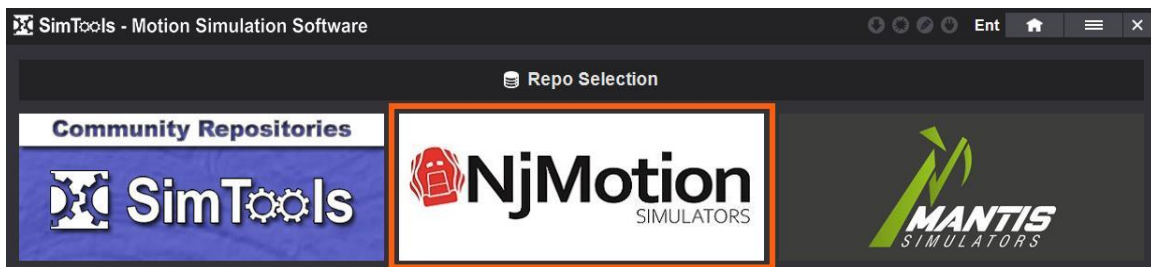 SimTools - Motion Simulation Software
Ent
Repo Selection
Community Repositories
SimTools
NjMotion
SIMULATORS
MANTIS
SIMULATORS